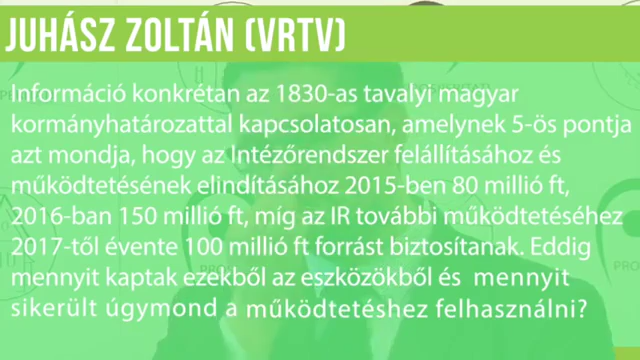 JUHÁSZ ZOLTÁN (VRTV)
Információ konkrétan az 1830-as tavalyi magyar
kormányhatározattal kapcsolatosan, amelynek 5-ös pontja
azt mondja, hogy az Intézőrendszer felállításához és
működtetésének elindításához 2015-ben 80 millió ft,
2016-ban 150 millió ft, míg az IR további működtetéséhez
2017-től évente 100 millió ft forrást biztosítanak. Eddig
mennyit kaptak ezekből az eszközökből és mennyit
sikerült úgymond a működtetéshez felhasználni?